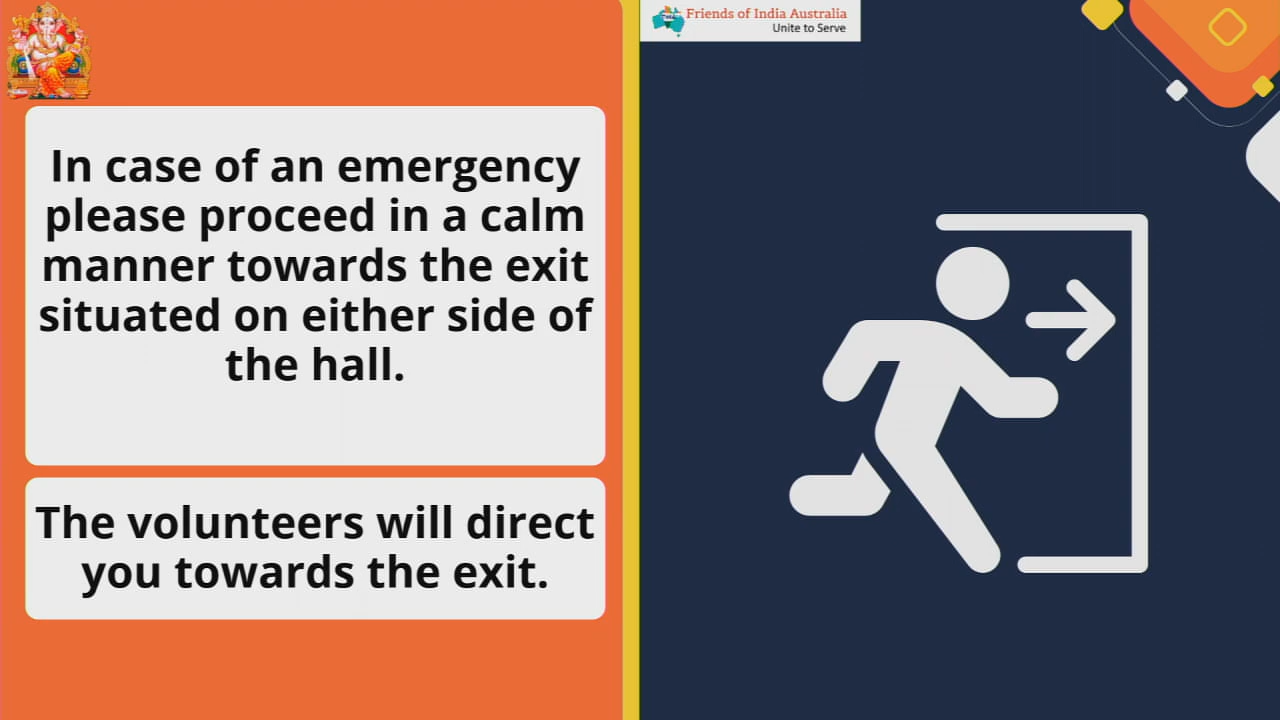 In case of an emergency
please proceed in a calm
manner towards the exit
situated on either side of
the hall.
The volunteers will direct
you towards the exit.
Friends of India Australia
Unite to Serve